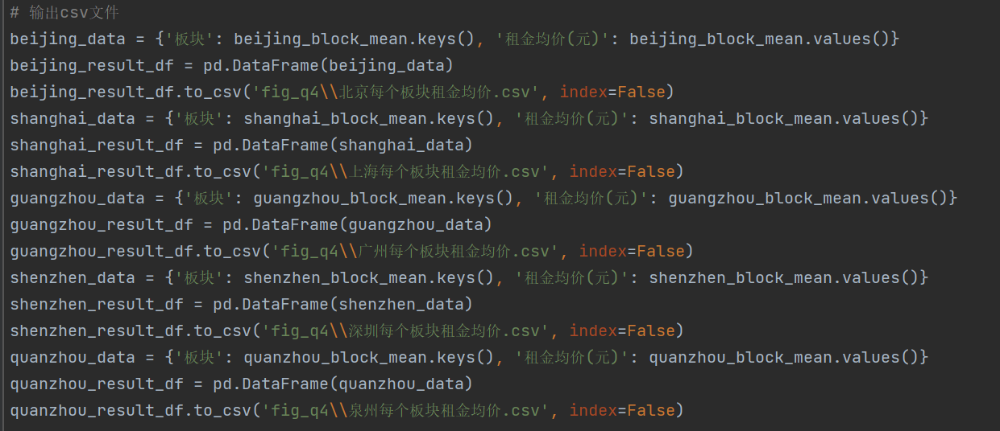 # 输出csv文件
beijing_data = {'板块': beijing_block_mean.keys(), '租金均价(元)': beijing_block_mean.values()}
beijing_result_df = pd.DataFrame(beijing_data)
beijing_result_df.to_csv('fig_q4\\北京每个板块租金均价.csv', index=False)
shanghai_data = {'板块': shanghai_block_mean.keys(), '租金均价(元)': shanghai_block_mean.values()}
shanghai_result_df = pd.DataFrame(shanghai_data)
shanghai_result_df.to_csv('fig_q4\\上海每个板块租金均价.csv', index=False)
guangzhou_data = {'板块': guangzhou_block_mean.keys(), '租金均价(元)': guangzhou_block_mean.values()}
guangzhou_result_df = pd.DataFrame(guangzhou_data)
guangzhou_result_df.to_csv('fig_q4\\广州每个板块租金均价.csv', index=False)
shenzhen_data = {'板块': shenzhen_block_mean.keys(), '租金均价(元)': shenzhen_block_mean.values()}
shenzhen_result_df = pd.DataFrame(shenzhen_data)
shenzhen_result_df.to_csv('fig_q4\\深圳每个板块租金均价.csv', index=False)
quanzhou_data = {'板块': quanzhou_block_mean.keys(), '租金均价(元)': quanzhou_block_mean.values()}
quanzhou_result_df = pd.DataFrame(quanzhou_data)
quanzhou_result_df.to_csv('fig_q4\\泉州每个板块租金均价.csv', index=False)